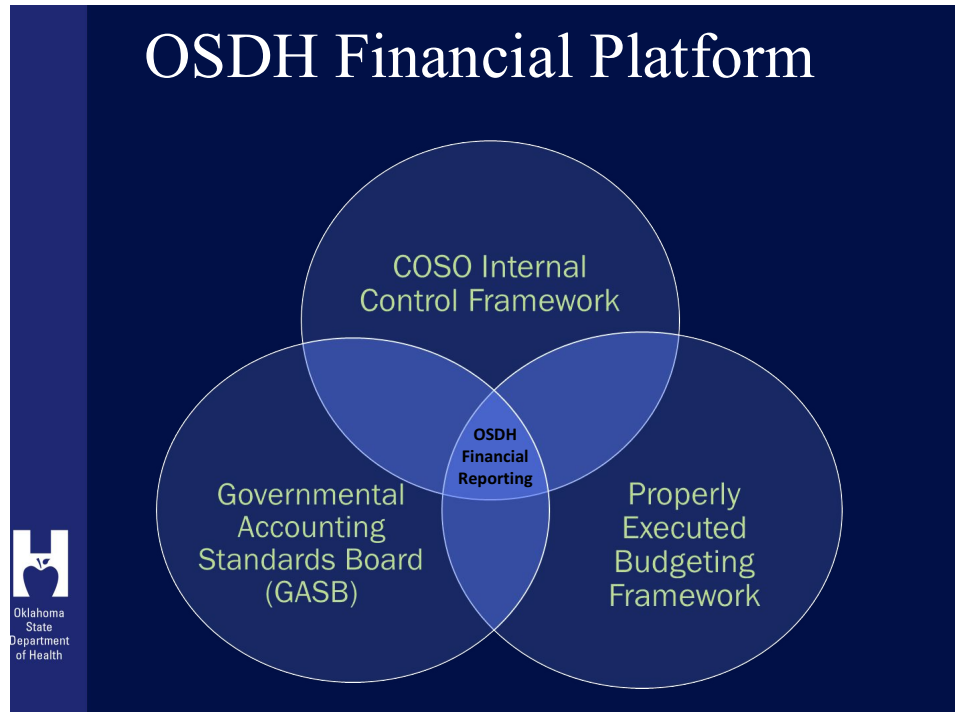 OSDH Financial Platform
COSO Internal
Control Framework
OSDH
Financial
Reporting
Governmental
Accounting
Standards Board
(GASB)
Properly
Executed
Budgeting
Framework
Oklahoma
State
Department
of Health